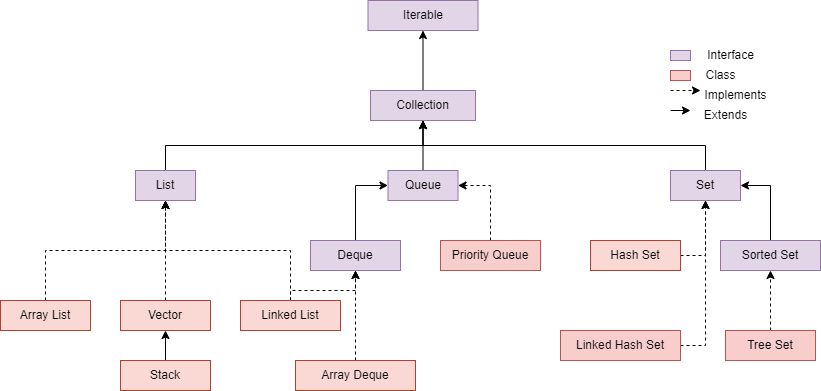 Iterable
Interface
Class
Collection
Implements
Extends
List
Queue
Set
Deque
Priority Queue
Hash Set
Sorted Set
Array List
Vector
Linked List
Linked Hash Set
Tree Set
Stack
Array Deque